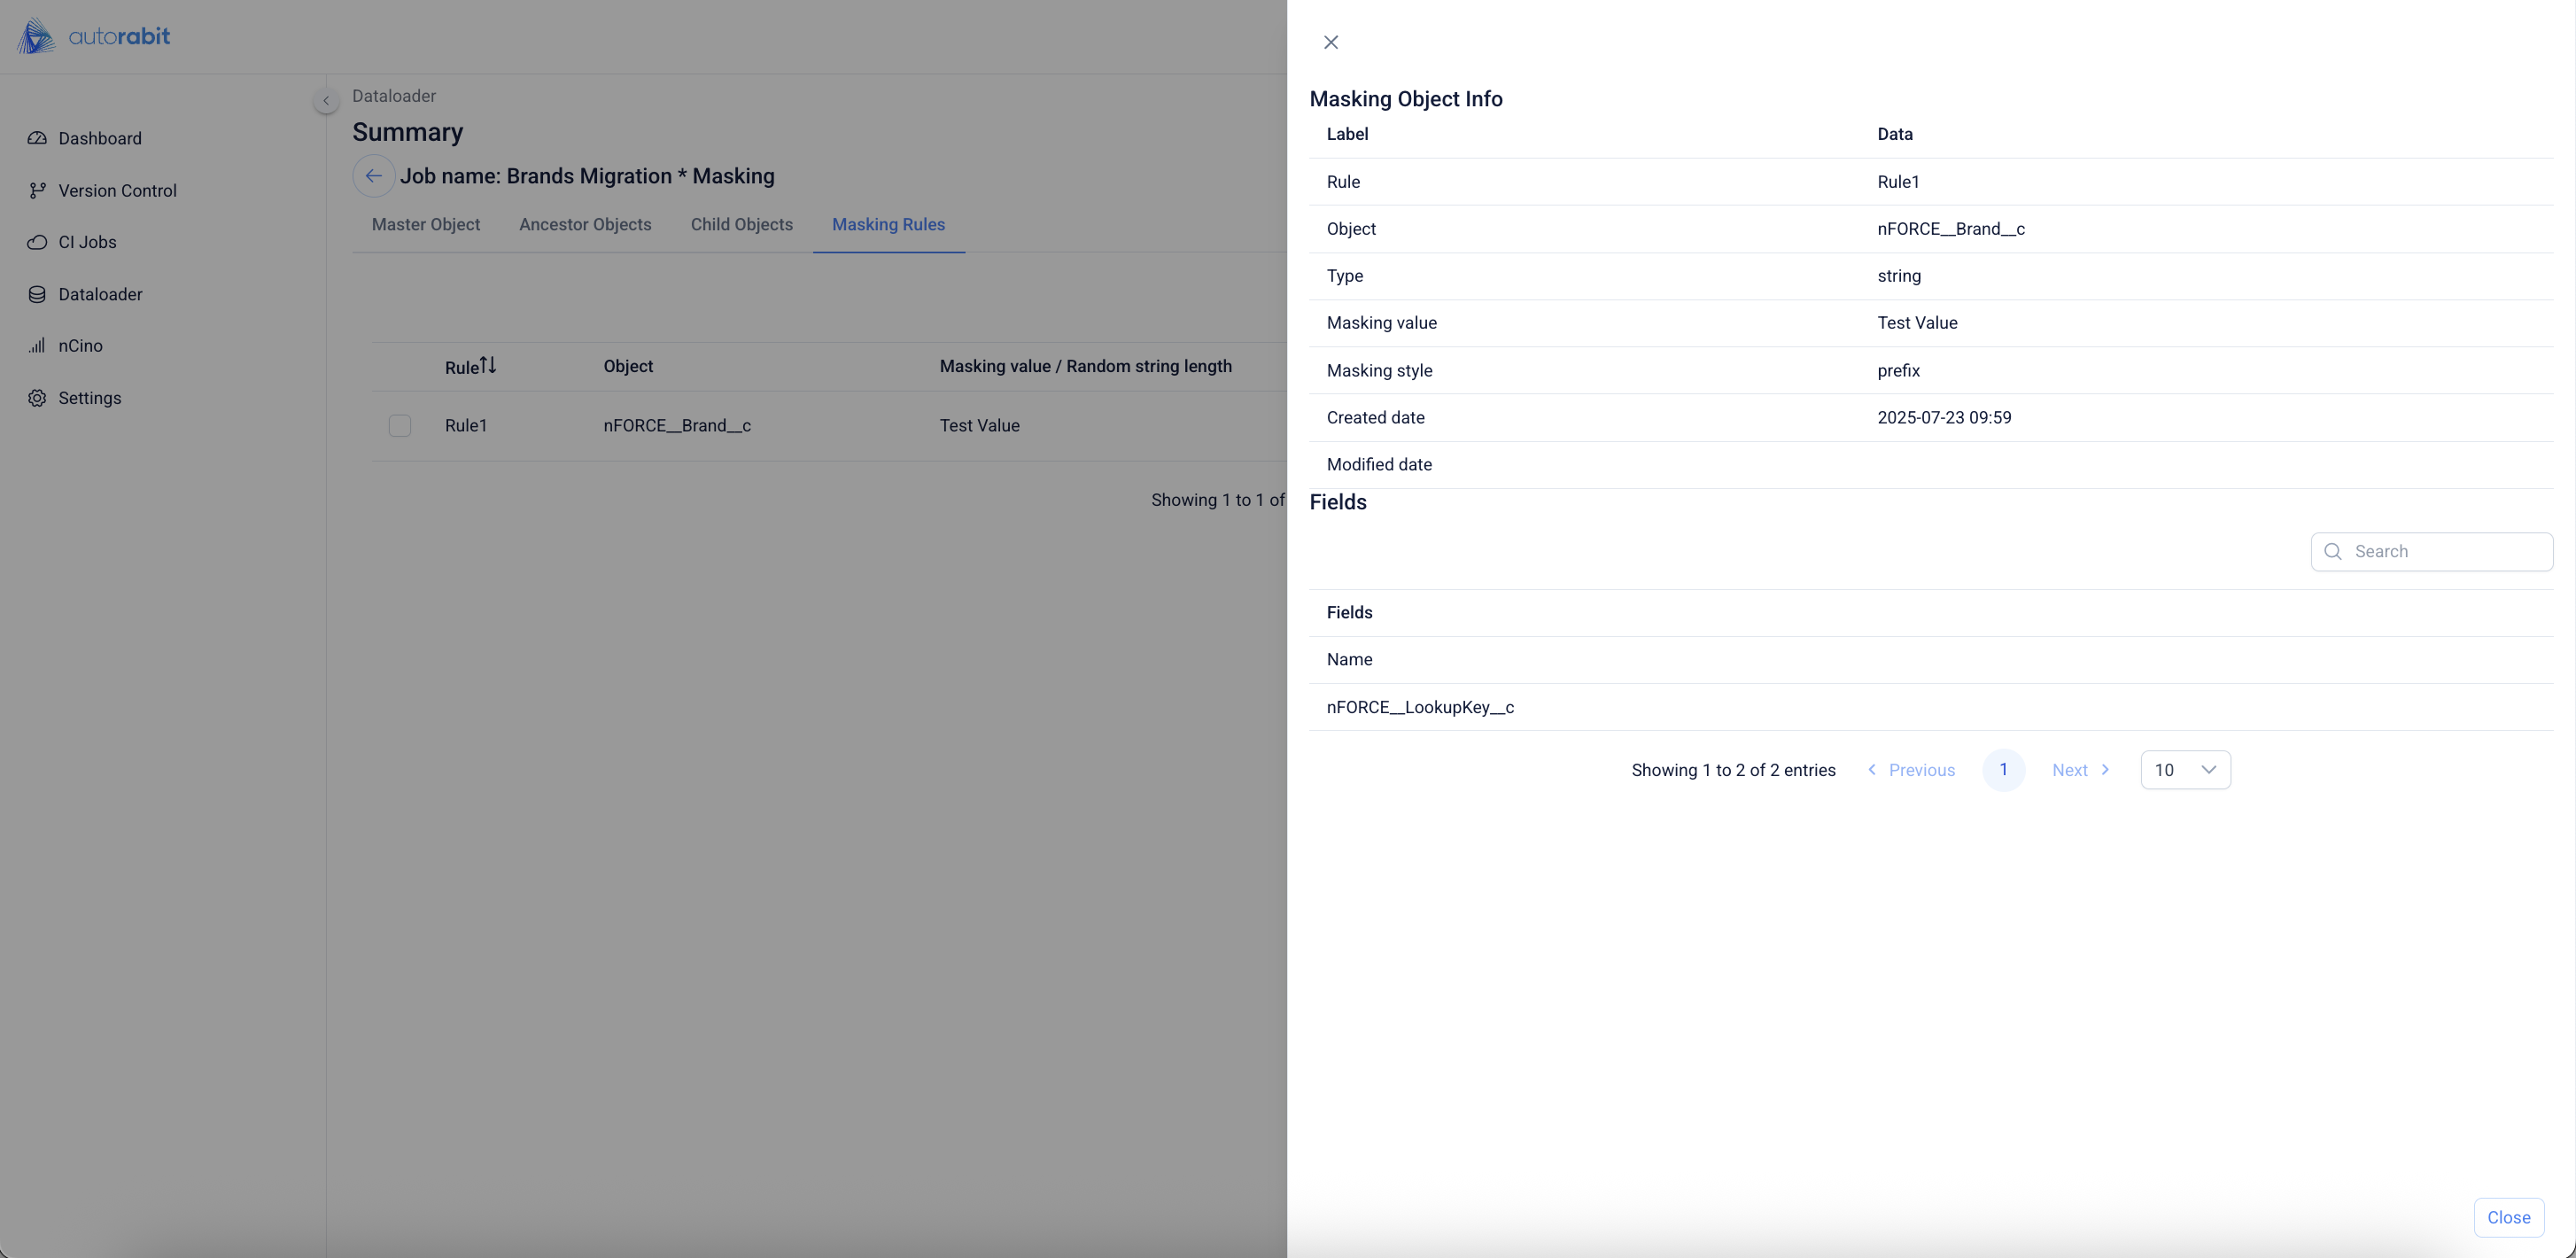 autorabit
Dashboard
Version Control
CI Jobs
Dataloader
nCino
Settings
Dataloader
Summary
Job name: Brands Migration * Masking
Master Object Ancestor Objects Child Objects Masking Rules
Rule Object Masking value / Random string length
Rule1 nFORCE__Brand__c Test Value
Showing 1 to 1 of
Masking Object Info
Label Data
Rule Rule1
Object nFORCE__Brand__c
Type string
Masking value Test Value
Masking style prefix
Created date 2025-07-23 09:59
Modified date
Fields
Search
Fields
Name
nFORCE__LookupKey__c
Showing 1 to 2 of 2 entries Previous 1 Next 10
Close